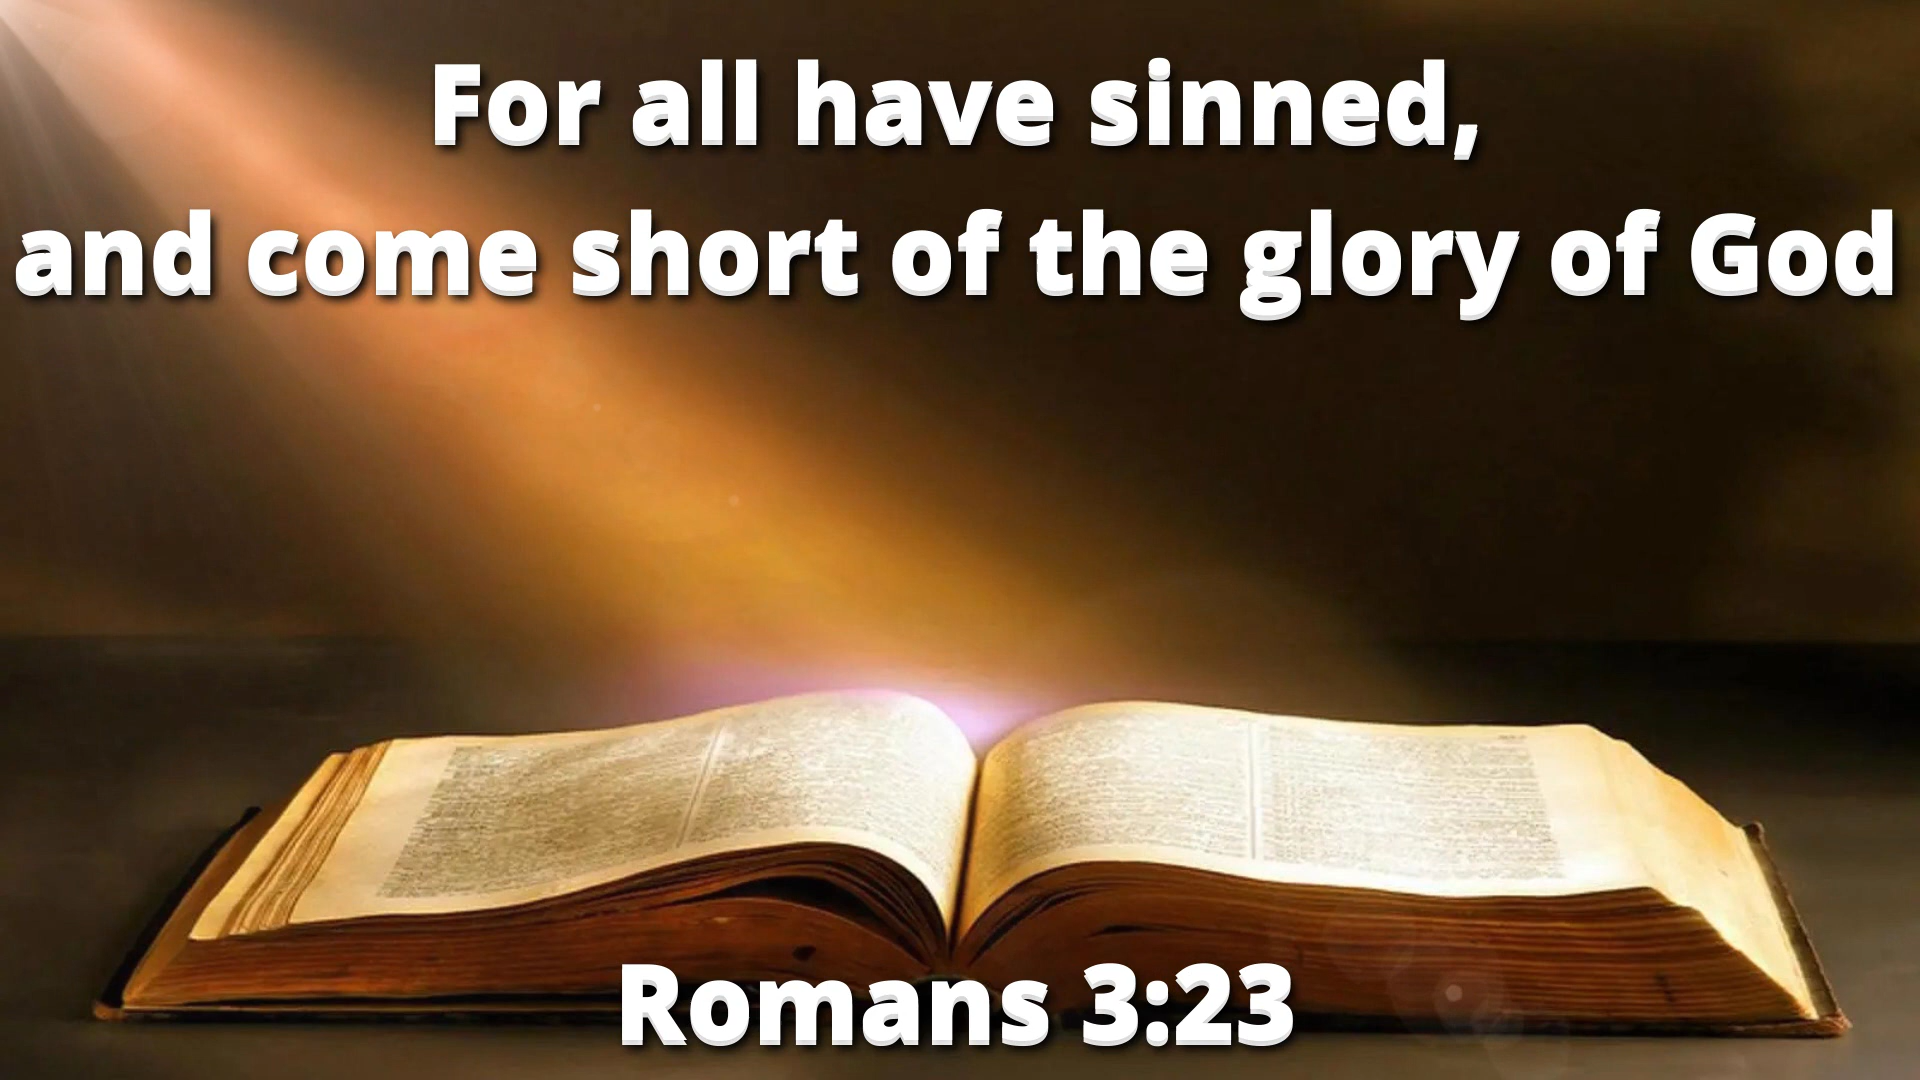 For all have sinned,
and come short of the glory of God
Romans 3:23